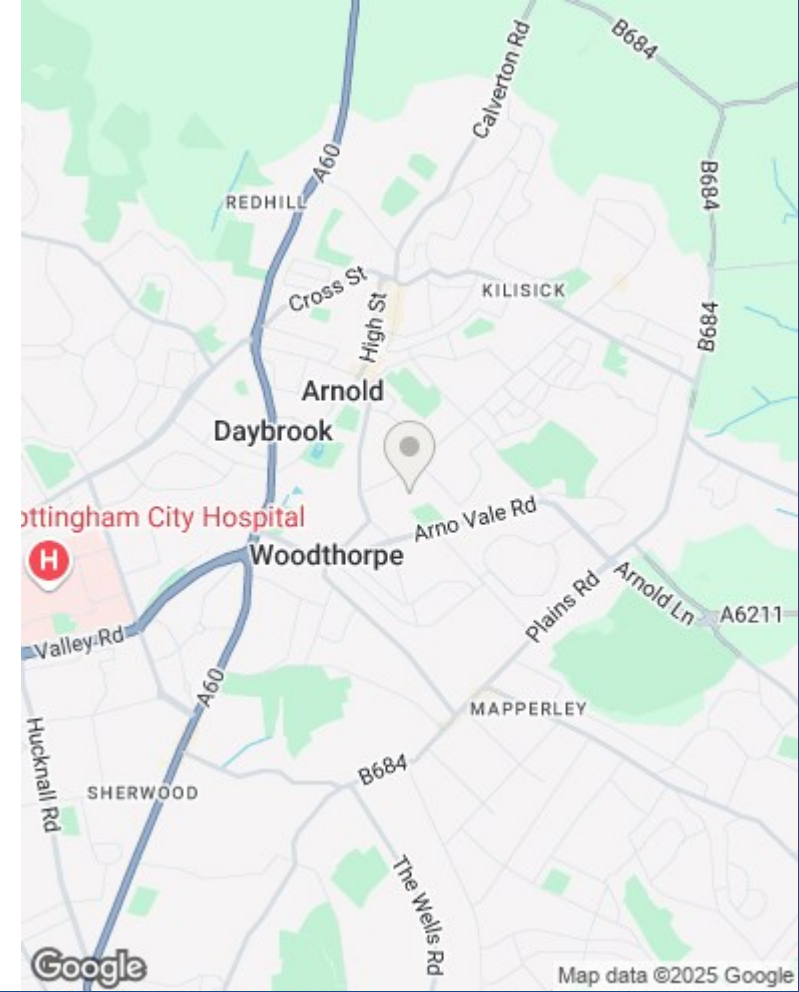 B684
Calverton Rd
A60
B684
REDHILL
Cross St
KILISICK
High St
B684
Arnold
Daybrook
ottingham City Hospital
H
Arno Vale Rd
Woodthorpe
Arnold Ln
Plains Rd
A6211
Valley Rd
A60
MAPPERLEY
Hucknall Rd
B684
SHERWOOD
The Wells Rd
Google
Map data ©2025 Google